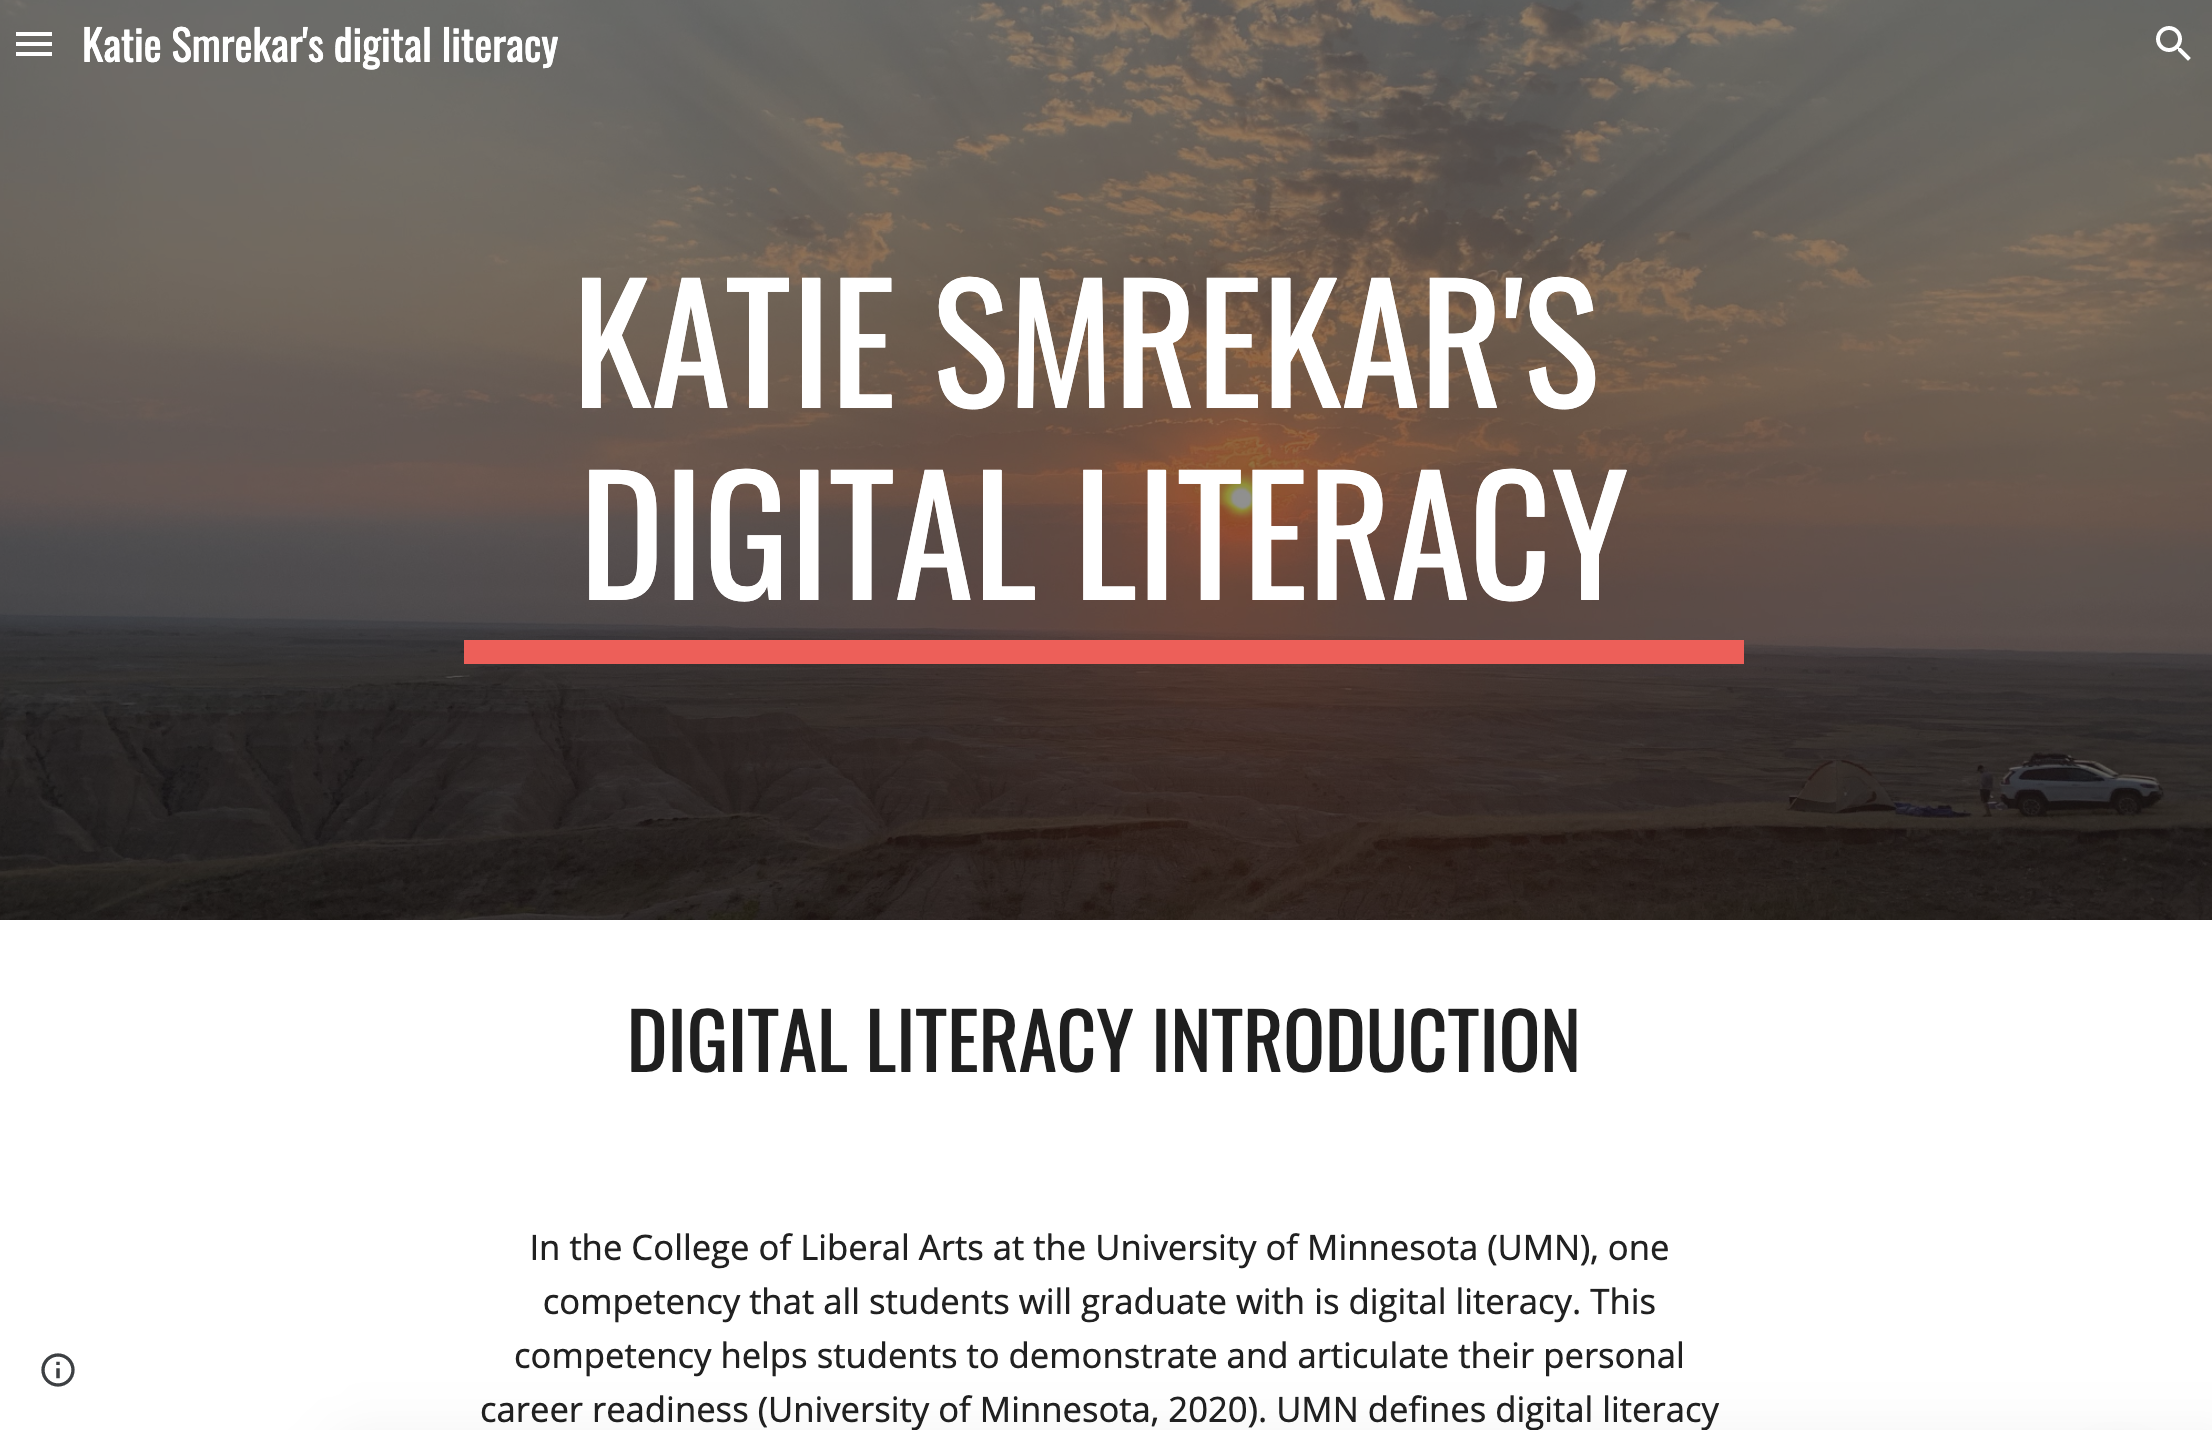 Katie Smrekar's digital literacy
KATIE SMREKAR'S
DIGITAL LITERACY
DIGITAL LITERACY INTRODUCTION
In the College of Liberal Arts at the University of Minnesota (UMN), one
competency that all students will graduate with is digital literacy. This
competency helps students to demonstrate and articulate their personal
career readiness (University of Minnesota, 2020). UMN defines digital literacy